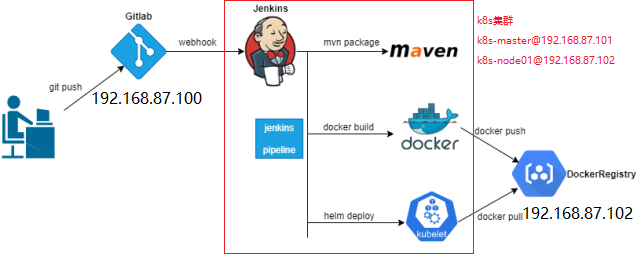 Gitlab
Jenkins
k8s集群
k8s-master@192.168.87.101
k8s-node01@192.168.87.102
webhook
mvn package
maven
git push
192.168.87.100
jenkins
pipeline
docker build
docker
docker push
DockerRegistry
192.168.87.102
helm deploy
kubelet
docker pull